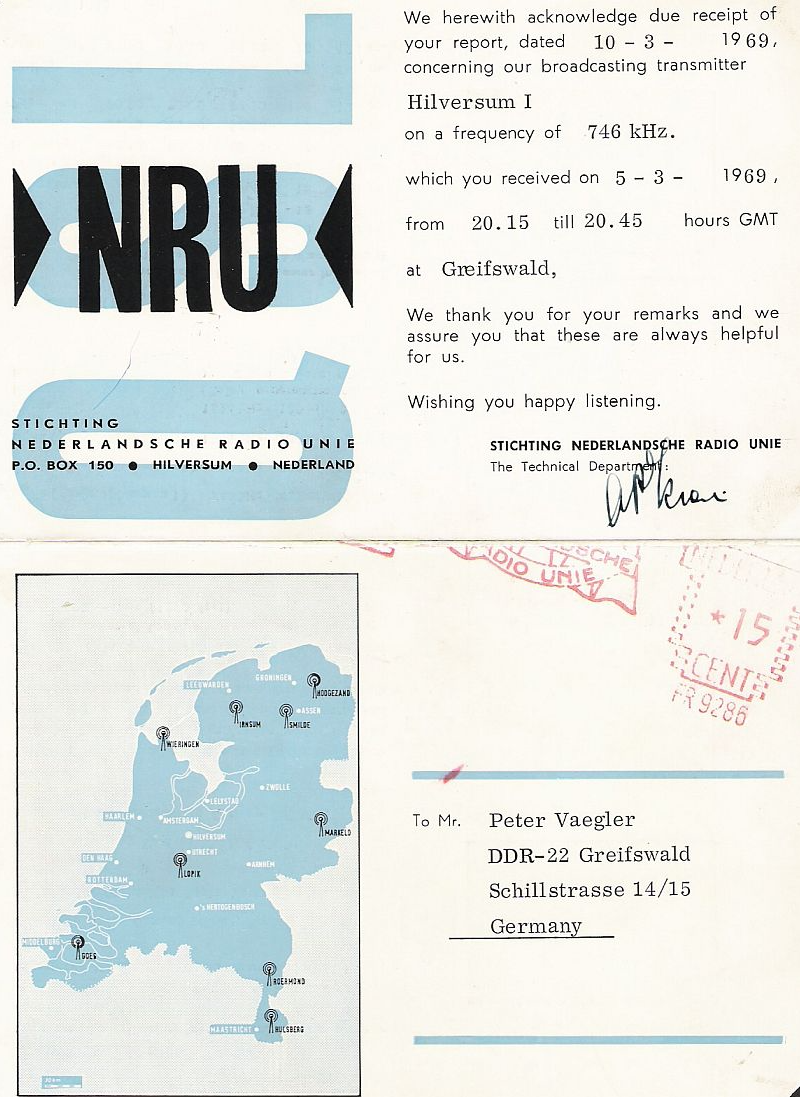 We herewith acknowledge due receipt of
your report, dated 10 - 3 - 1969,
concerning our broadcasting transmitter
Hilversum I
on a frequency of 746 kHz.
which you received on 5 - 3 - 1969,
from 20.15 till 20.45 hours GMT
at Greifswald,
We thank you for your remarks and we
assure you that these are always helpful
for us.
Wishing you happy listening.
STICHTING NEDERLANDSCHE RADIO UNIE
The Technical Department:
NRU
STICHTING
NEDERLANDSCHE RADIO UNIE
P.O. BOX 150 ● HILVERSUM ● NEDERLAND
DIO UNIE
*15
CENT
FR 9286
LEEUWARDEN
GRONINGEN
HOOGEZAND
IRNSUM
SMILDE
ASSEN
WIERINGEN
LELYSTAD
ZWOLLE
HAARLEM
AMSTERDAM
MARKELO
HILVERSUM
UTRECHT
DEN HAAG
LOPIK
ARNHEM
ROTTERDAM
's HERTOGENBOSCH
MIDDELBURG
GOES
ROERMOND
MAASTRICHT
HULSBERG
To Mr. Peter Vaegler
DDR-22 Greifswald
Schillstrasse 14/15
Germany